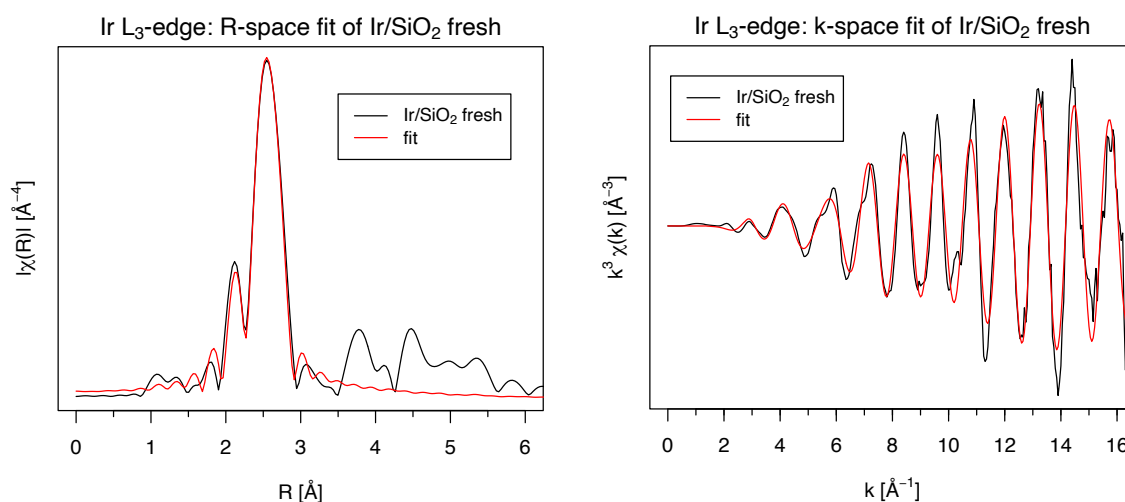 Ir L₃-edge: R-space fit of Ir/SiO₂ fresh
|χ(R)| [Å⁻⁴]
Ir/SiO₂ fresh
fit
0 1 2 3 4 5 6
R [Å]
Ir L₃-edge: k-space fit of Ir/SiO₂ fresh
k³ χ(k) [Å⁻³]
Ir/SiO₂ fresh
fit
0 2 4 6 8 10 12 14 16
k [Å⁻¹]